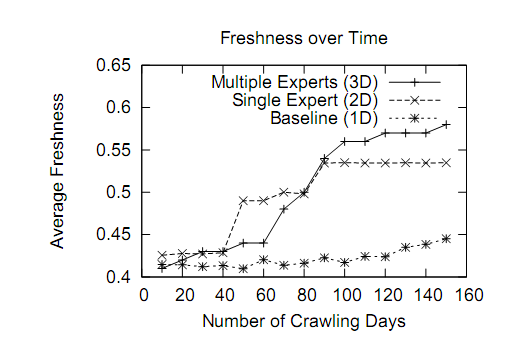 Freshness over Time
0.65
0.6
0.55
0.5
0.45
0.4
Average Freshness
Multiple Experts (3D)
Single Expert (2D)
Baseline (1D)
0 20 40 60 80 100 120 140 160
Number of Crawling Days